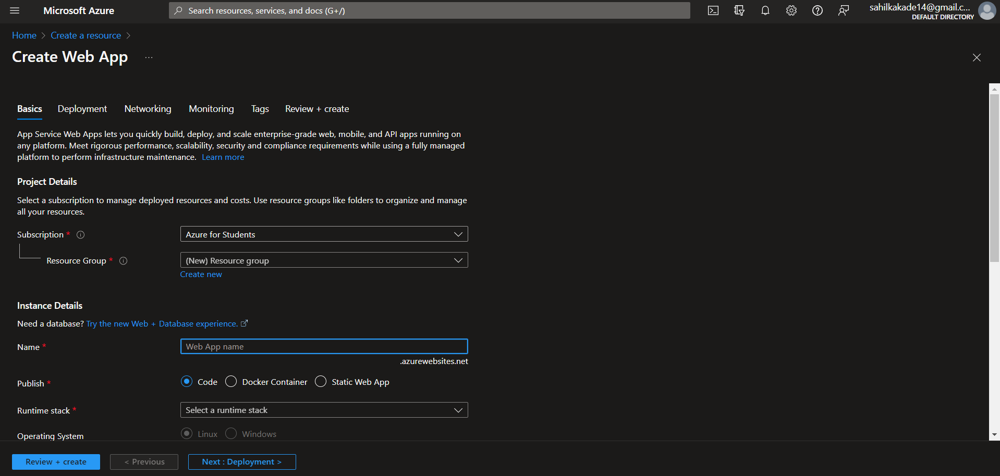 Microsoft Azure
Search resources, services, and docs (G+/)
sahilkakade14@gmail.c...
DEFAULT DIRECTORY
Home > Create a resource >
Create Web App ...
Basics Deployment Networking Monitoring Tags Review + create
App Service Web Apps lets you quickly build, deploy, and scale enterprise-grade web, mobile, and API apps running on
any platform. Meet rigorous performance, scalability, security and compliance requirements while using a fully managed
platform to perform infrastructure maintenance. Learn more
Project Details
Select a subscription to manage deployed resources and costs. Use resource groups like folders to organize and manage
all your resources.
Subscription * Azure for Students
Resource Group * (New) Resource group
Create new
Instance Details
Need a database? Try the new Web + Database experience.
Name * Web App name
.azurewebsites.net
Publish * Code Docker Container Static Web App
Runtime stack * Select a runtime stack
Operating System Linux Windows
Review + create < Previous Next : Deployment >